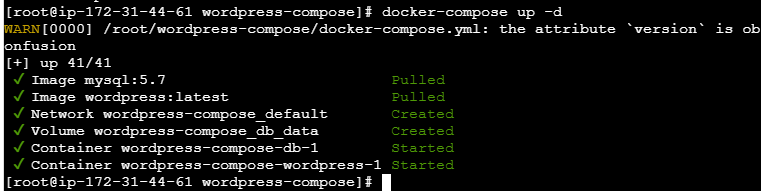 [root@ip-172-31-44-61 wordpress-compose]# docker-compose up -d
WARN[0000] /root/wordpress-compose/docker-compose.yml: the attribute `version` is ob
onfusion
[+] up 41/41
✔ Image mysql:5.7 Pulled
✔ Image wordpress:latest Pulled
✔ Network wordpress-compose_default Created
✔ Volume wordpress-compose_db_data Created
✔ Container wordpress-compose-db-1 Started
✔ Container wordpress-compose-wordpress-1 Started
[root@ip-172-31-44-61 wordpress-compose]#